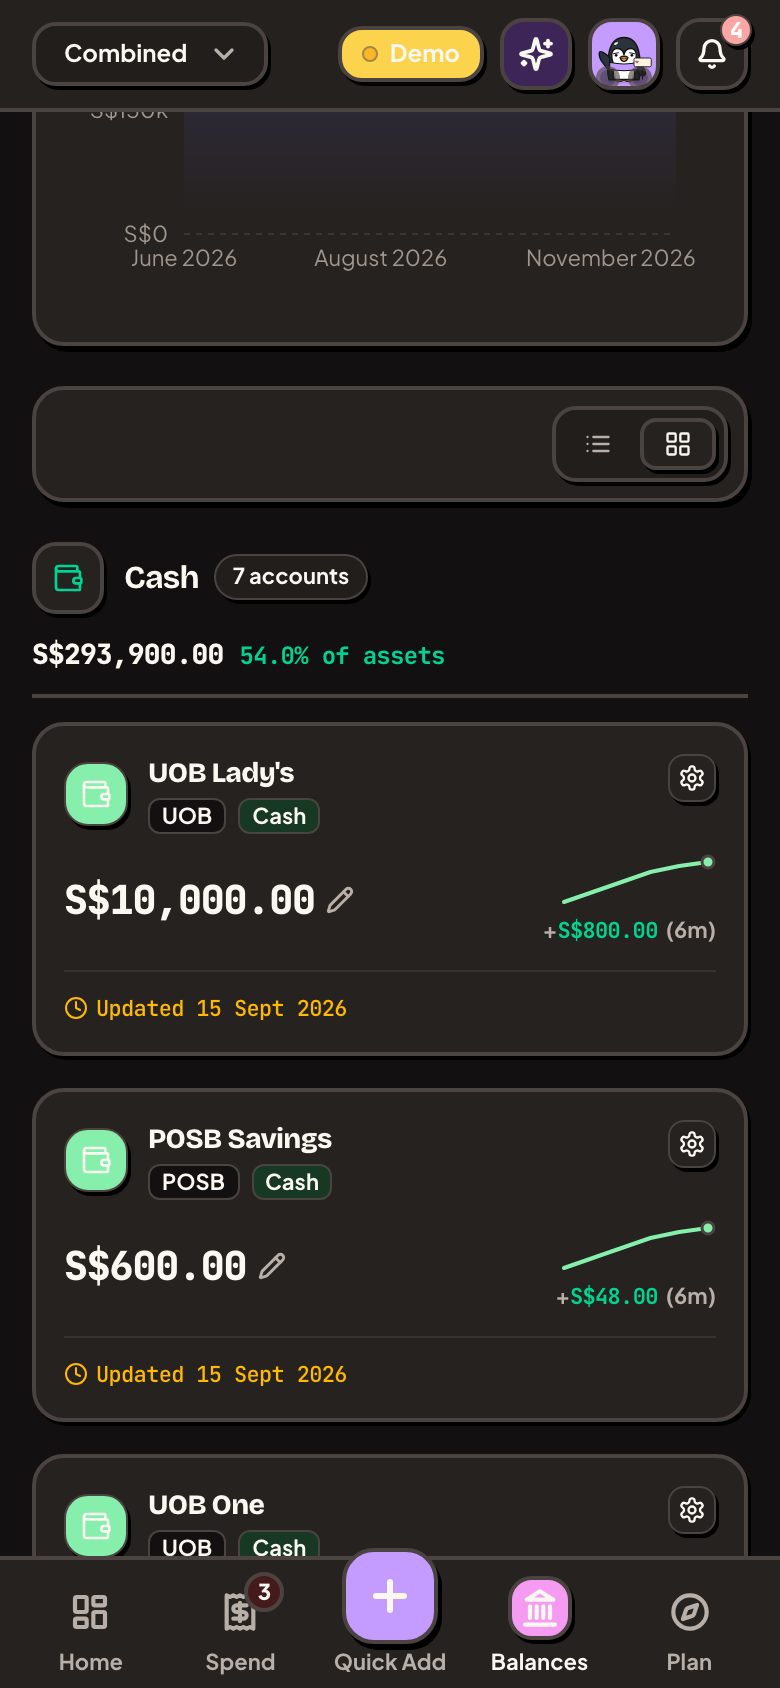 Combined
Demo
4
S$150k
S$0
June 2026 August 2026 November 2026
Cash 7 accounts
S$293,900.00 54.0% of assets
UOB Lady's
UOB Cash
S$10,000.00
+S$800.00 (6m)
Updated 15 Sept 2026
POSB Savings
POSB Cash
S$600.00
+S$48.00 (6m)
Updated 15 Sept 2026
UOB One
UOB Cash
3
Home Spend Quick Add Balances Plan